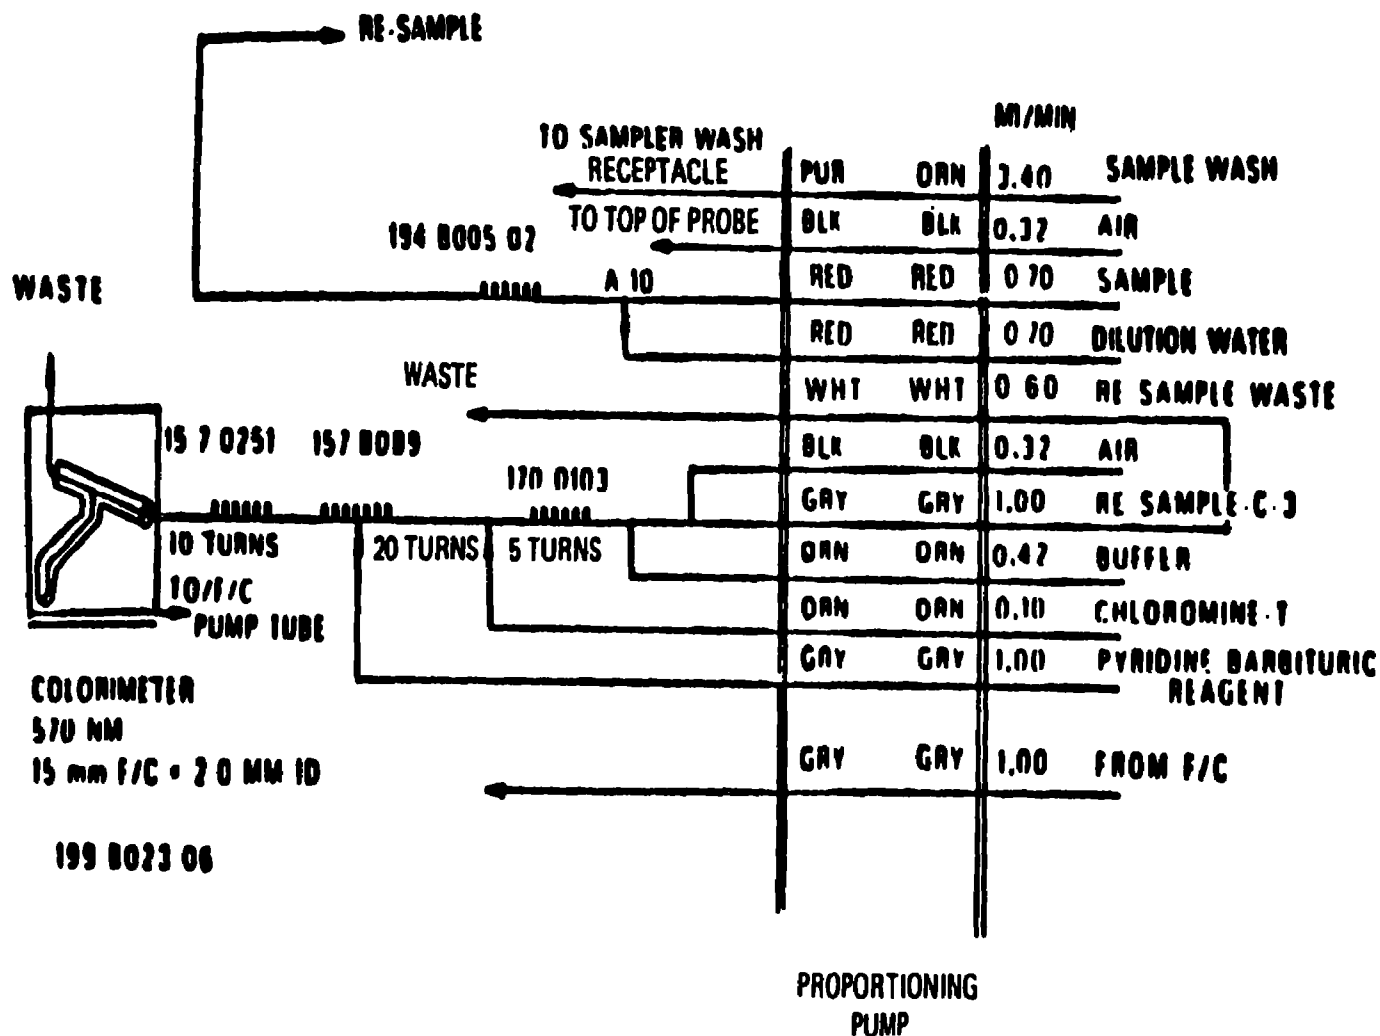 RE-SAMPLE
Ml/MIN
TO SAMPLER WASH
RECEPTACLE
PUR ORN 3.40 SAMPLE WASH
TO TOP OF PROBE
BLK BLK 0.32 AIR
194 B005 02
WASTE
A 10
RED RED 0 70 SAMPLE
RED RED 0 70 DILUTION WATER
WASTE
WHT WHT 0 60 RE SAMPLE WASTE
15 7 0251 157 B089
BLK BLK 0.32 AIR
170 0103
GRY GRY 1.00 RE SAMPLE-C-3
10 TURNS
20 TURNS
5 TURNS
ORN ORN 0.42 BUFFER
TO/F/C
PUMP TUBE
ORN ORN 0.10 CHLOROMINE-T
GRY GRY 1.00 PYRIDINE BARBITURIC
REAGENT
COLORIMETER
570 NM
15 mm F/C • 2 0 MM ID
GRY GRY 1.00 FROM F/C
199 B023 06
PROPORTIONING
PUMP